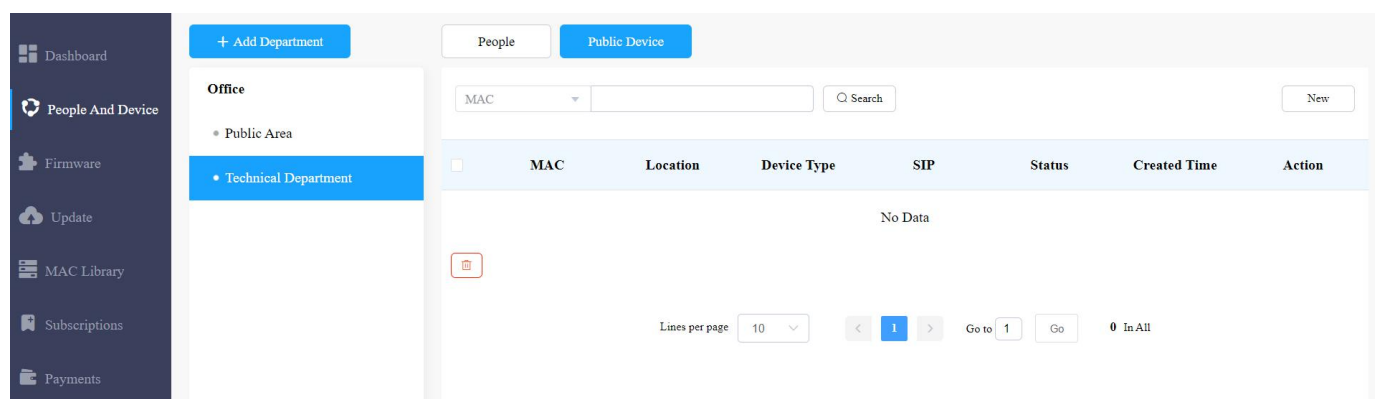 Dashboard
People And Device
Firmware
Update
MAC Library
Subscriptions
Payments
+ Add Department
Office
Public Area
Technical Department
People Public Device
MAC Search New
MAC Location Device Type SIP Status Created Time Action
No Data
Lines per page 10 < 1 > Go to 1 Go 0 In All